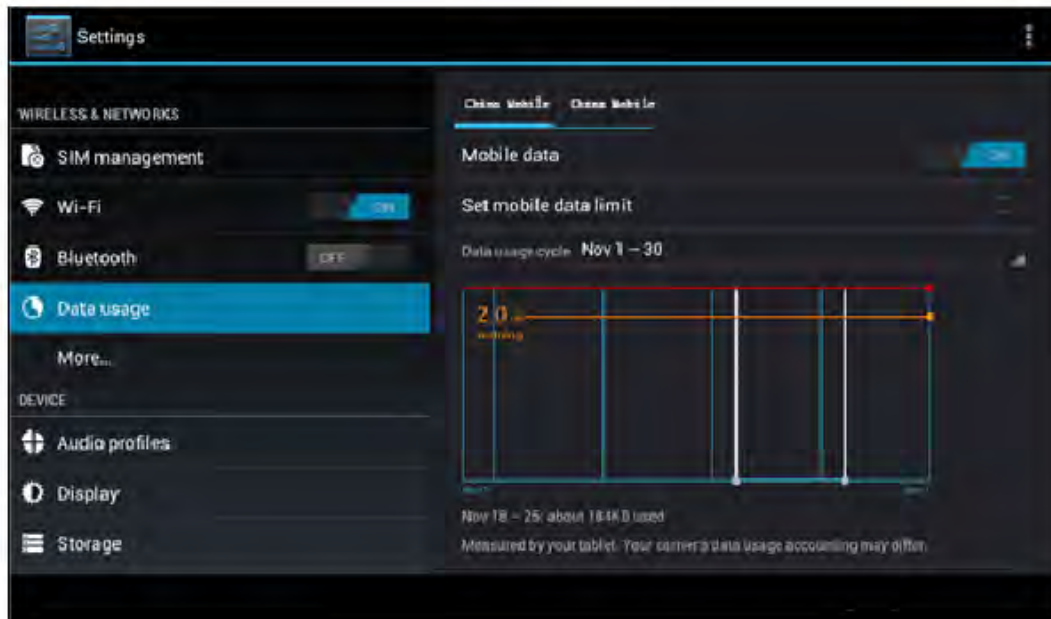 Settings
WIRELESS & NETWORKS
SIM management
Wi-Fi ON
Bluetooth OFF
Data usage
More...
DEVICE
Audio profiles
Display
Storage
China Mobile China Mobile
Mobile data ON
Set mobile data limit
Data usage cycle Nov 1 – 30
2.0
warning
Nov 18 – 25: about 184KB used
Measured by your tablet. Your carrier's data usage accounting may differ.